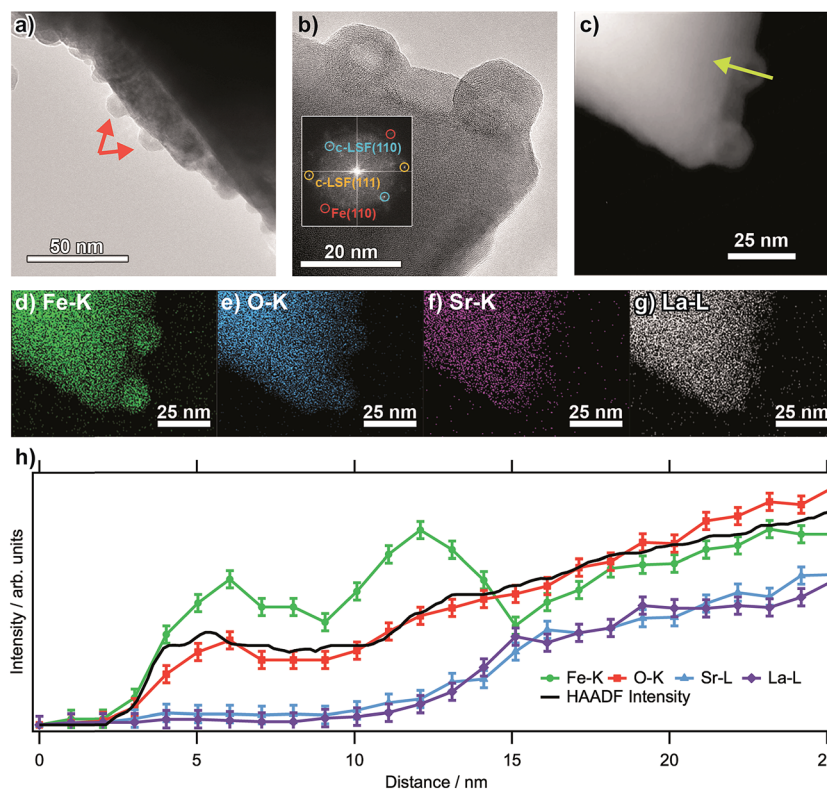 a)
b)
c)
c-LSF(110)
c-LSF(111)
Fe(110)
50 nm
20 nm
25 nm
d) Fe-K
e) O-K
f) Sr-K
g) La-L
25 nm
25 nm
25 nm
25 nm
h)
Intensity / arb. units
Fe-K O-K Sr-L La-L
HAADF Intensity
0 5 10 15 20 2
Distance / nm